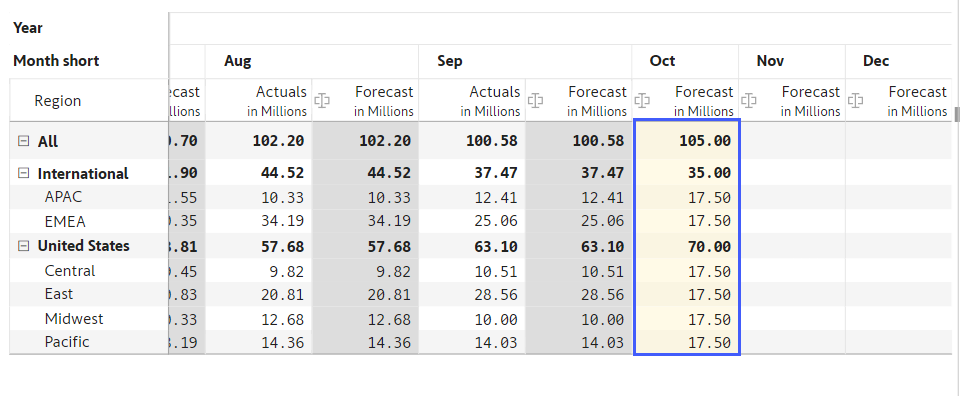 Year
Month short Aug Sep Oct Nov Dec
Region Actuals Forecast Actuals Forecast Forecast Forecast Forecast
in Millions in Millions in Millions in Millions in Millions in Millions in Millions
All .70 102.20 102.20 100.58 100.58 105.00
International .90 44.52 44.52 37.47 37.47 35.00
APAC .55 10.33 10.33 12.41 12.41 17.50
EMEA .35 34.19 34.19 25.06 25.06 17.50
United States .81 57.68 57.68 63.10 63.10 70.00
Central .45 9.82 9.82 10.51 10.51 17.50
East .83 20.81 20.81 28.56 28.56 17.50
Midwest .33 12.68 12.68 10.00 10.00 17.50
Pacific .19 14.36 14.36 14.03 14.03 17.50